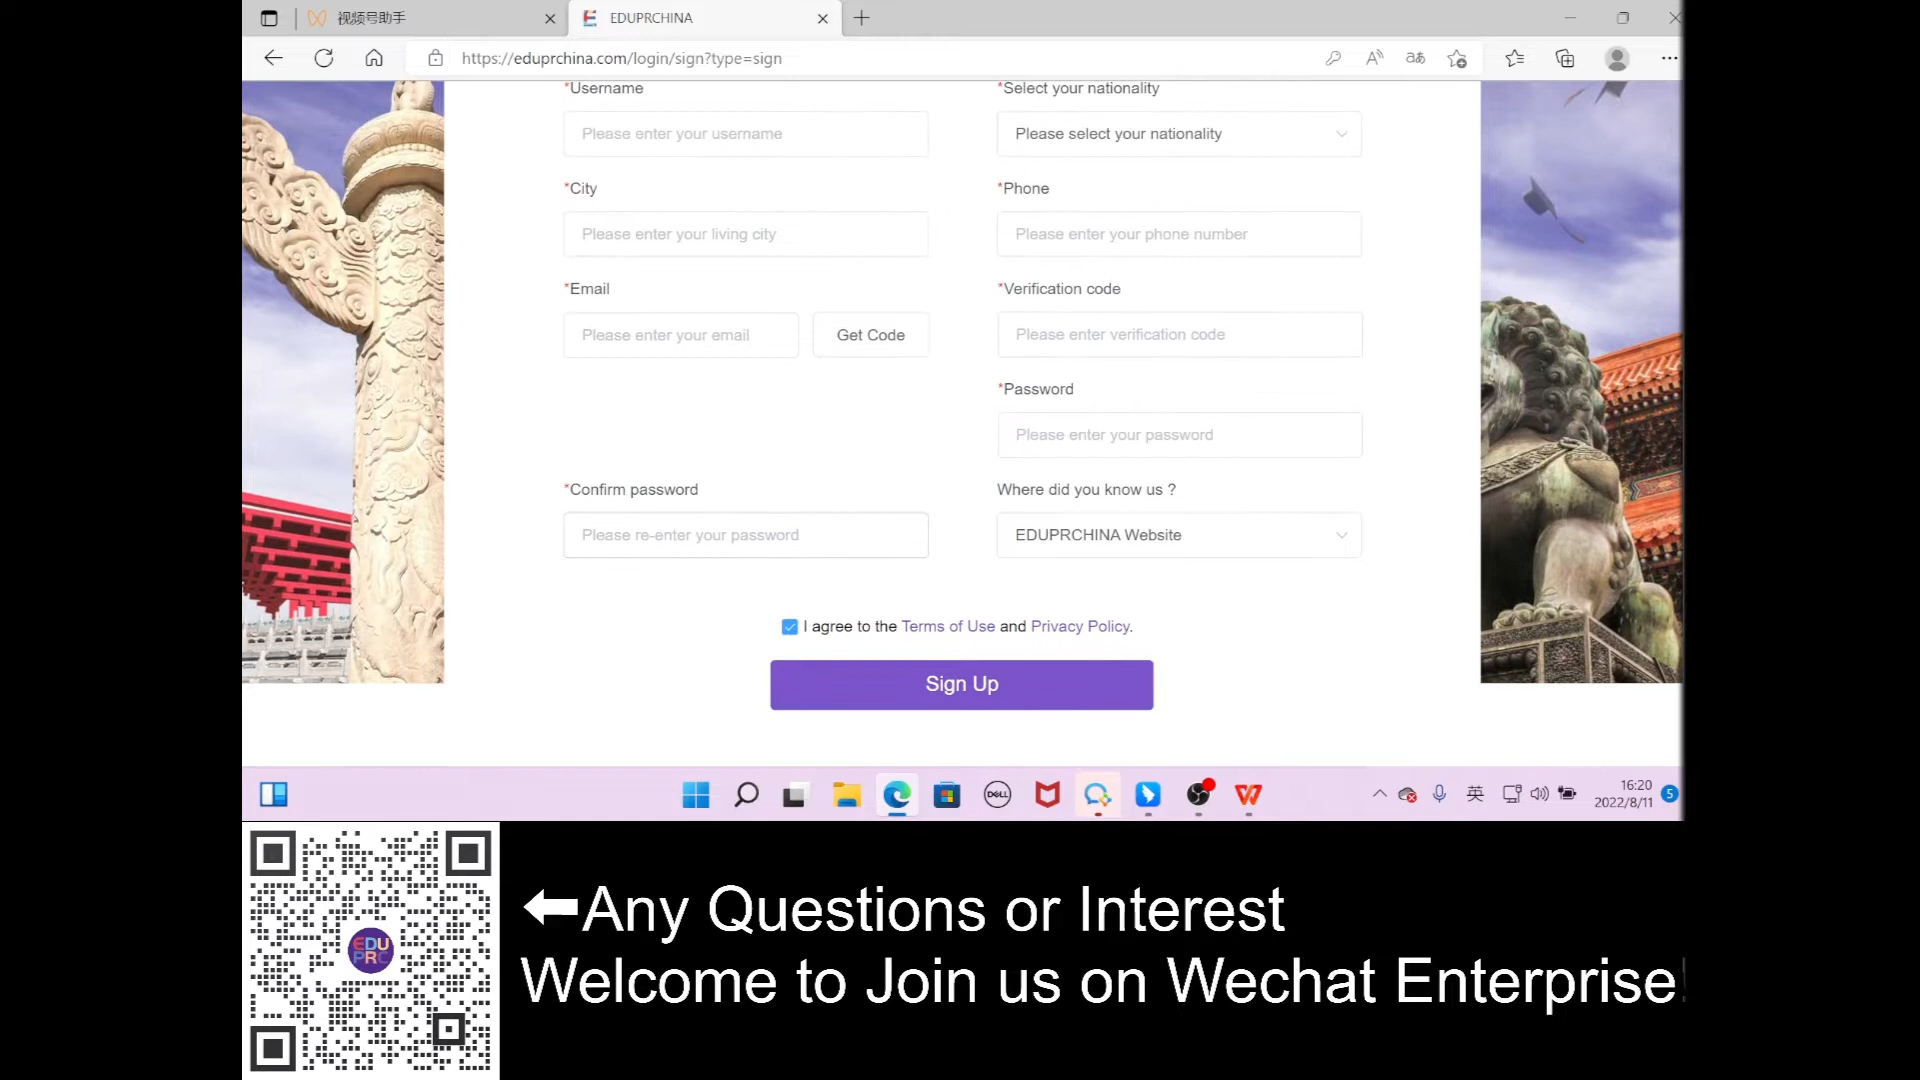 视频号助手
EDUPRCHINA
https://eduprchina.com/login/sign?type=sign
*Username
*Select your nationality
Please enter your username
Please select your nationality
*City
*Phone
Please enter your living city
Please enter your phone number
*Email
*Verification code
Please enter your email
Get Code
Please enter verification code
*Password
Please enter your password
*Confirm password
Where did you know us ?
Please re-enter your password
EDUPRCHINA Website
I agree to the Terms of Use and Privacy Policy.
Sign Up
DELL
英
16:20
2022/8/11
5
EDU
PRC
⬅Any Questions or Interest
Welcome to Join us on Wechat Enterprise!